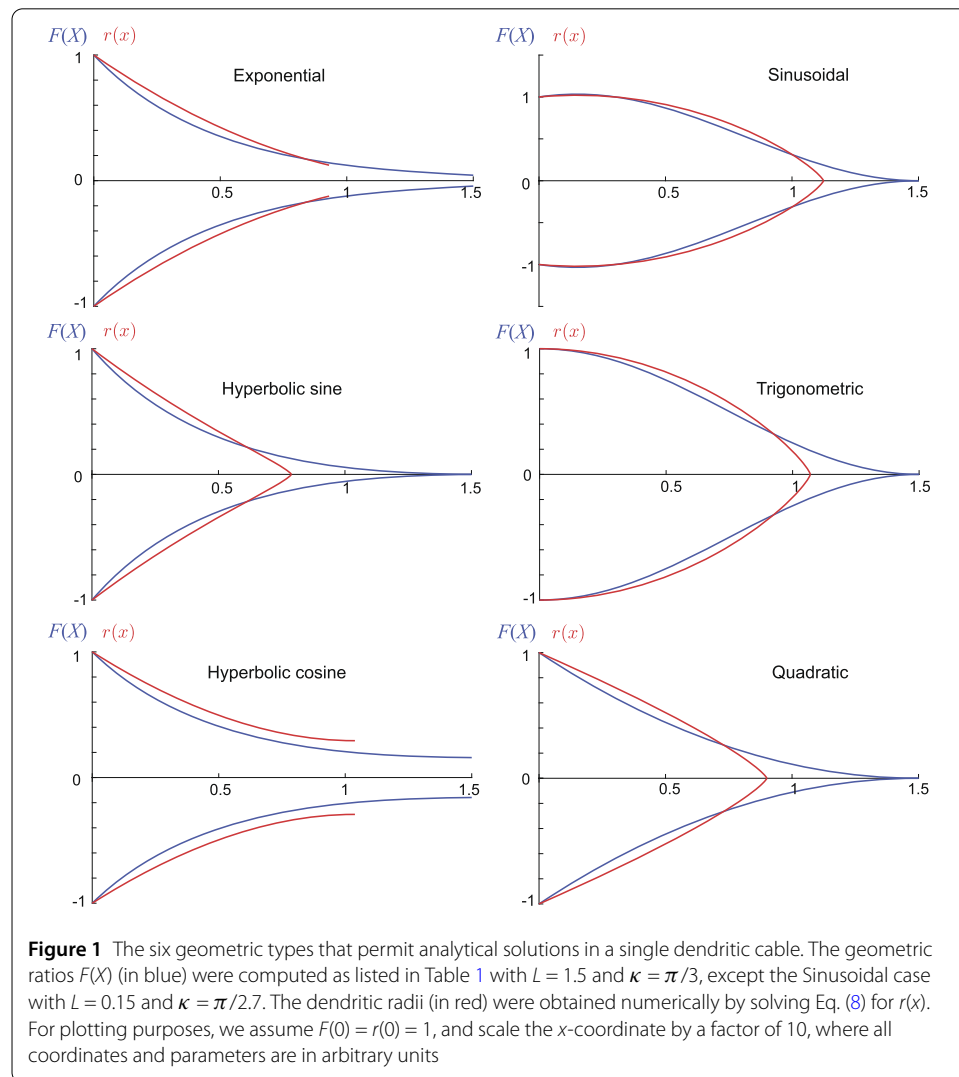 F(X) r(x)
1
Exponential
0
0.5
1
1.5
-1
F(X) r(x)
1
Sinusoidal
0
0.5
1
1.5
-1
F(X) r(x)
1
Hyperbolic sine
0
0.5
1
1.5
-1
F(X) r(x)
1
Trigonometric
0
0.5
1
1.5
-1
F(X) r(x)
1
Hyperbolic cosine
0
0.5
1
1.5
-1
F(X) r(x)
1
Quadratic
0
0.5
1
1.5
-1
Figure 1 The six geometric types that permit analytical solutions in a single dendritic cable. The geometric
ratios F(X) (in blue) were computed as listed in Table 1 with L = 1.5 and κ = π/3, except the Sinusoidal case
with L = 0.15 and κ = π/2.7. The dendritic radii (in red) were obtained numerically by solving Eq. (8) for r(x).
For plotting purposes, we assume F(0) = r(0) = 1, and scale the x-coordinate by a factor of 10, where all
coordinates and parameters are in arbitrary units